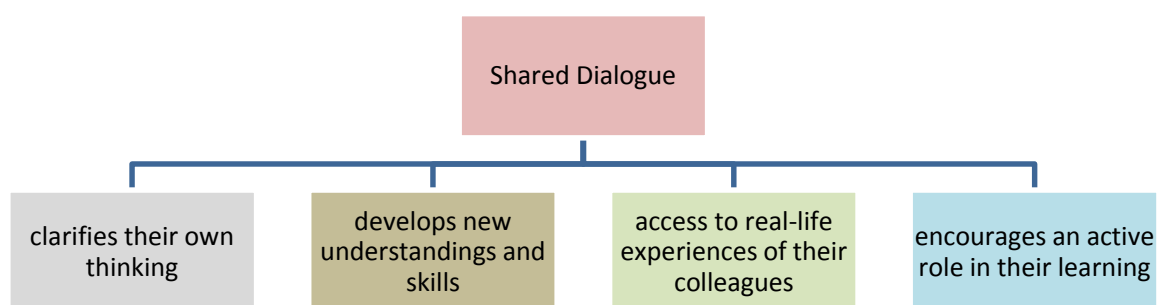 Shared Dialogue
clarifies their own
thinking
develops new
understandings and
skills
access to real-life
experiences of their
colleagues
encourages an active
role in their learning